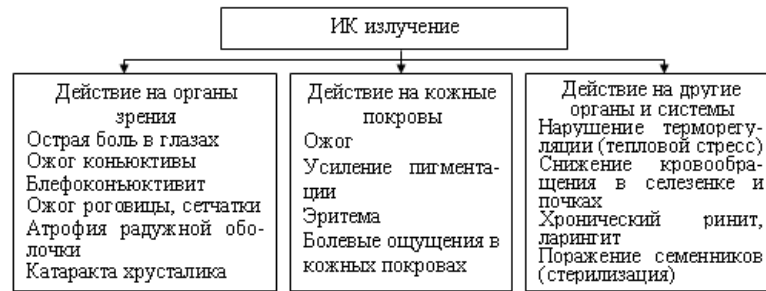 ИК излучение
Действие на органы
зрения
Острая боль в глазах
Ожог коньюктивы
Блефоконъюктивит
Ожог роговицы, сетчатки
Атрофия радужной обо-
лочки
Катаракта хрусталика
Действие на кожные
покровы
Ожог
Усиление пигмента-
ции
Эритема
Болевые ощущения в
кожных покровах
Действие на другие
органы и системы
Нарушение терморегу-
ляции (тепловой стресс)
Снижение кровообра-
щения в селезенке и
почках
Хронический ринит,
ларингит
Поражение семенников
(стерилизация)